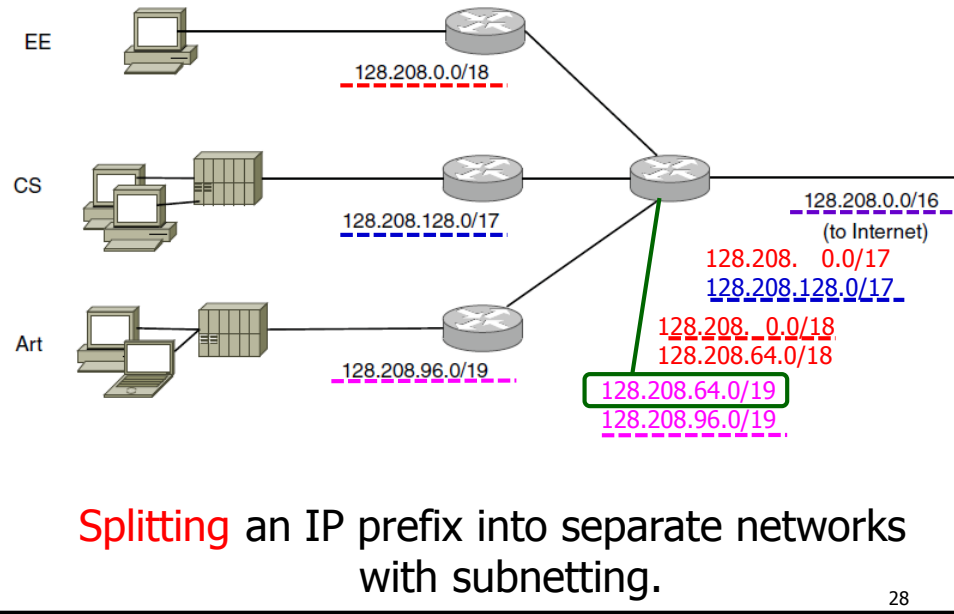 EE
128.208.0.0/18
CS
128.208.128.0/17
128.208.0.0/16
(to Internet)
128.208. 0.0/17
128.208.128.0/17
Art
128.208.96.0/19
128.208. 0.0/18
128.208.64.0/18
128.208.64.0/19
128.208.96.0/19
Splitting an IP prefix into separate networks
with subnetting.
28